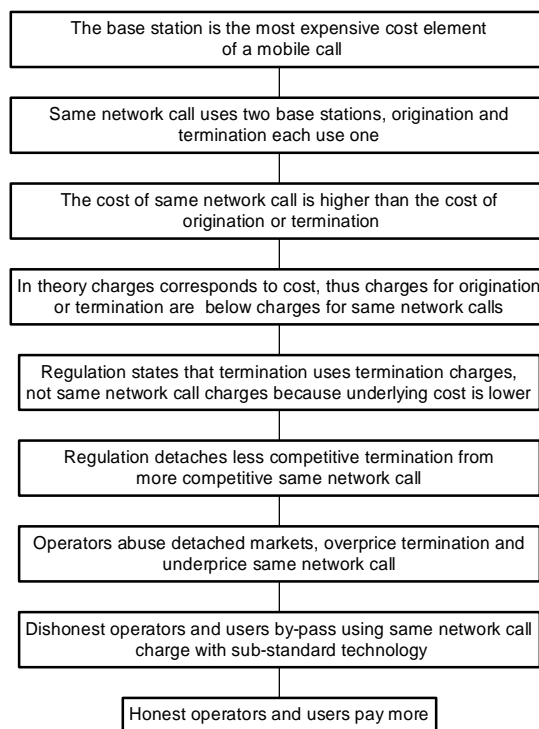 The base station is the most expensive cost element
of a mobile call
Same network call uses two base stations, origination and
termination each use one
The cost of same network call is higher than the cost of
origination or termination
In theory charges corresponds to cost, thus charges for origination
or termination are below charges for same network calls
Regulation states that termination uses termination charges,
not same network call charges because underlying cost is lower
Regulation detaches less competitive termination from
more competitive same network call
Operators abuse detached markets, overprice termination and
underprice same network call
Dishonest operators and users by-pass using same network call
charge with sub-standard technology
Honest operators and users pay more